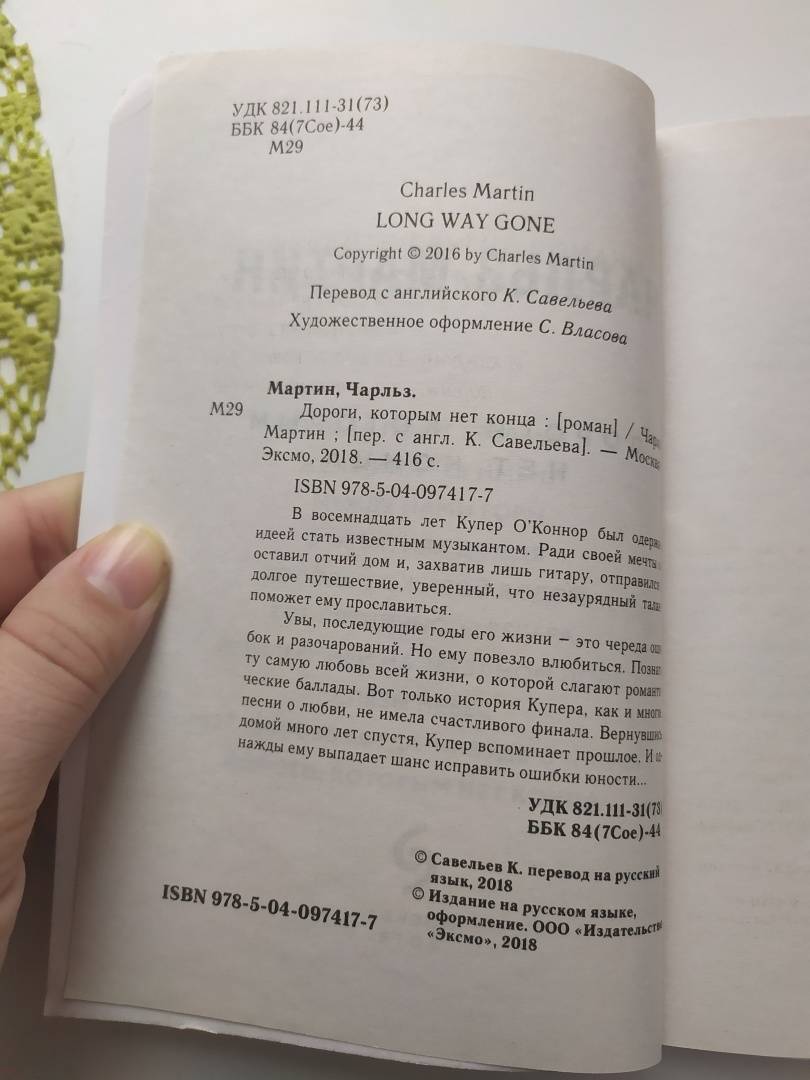 УДК 821.111-31(73)
ББК 84(7Сое)-44
М29
Charles Martin
LONG WAY GONE
Copyright © 2016 by Charles Martin
Перевод с английского К. Савельева
Художественное оформление С. Власова
Мартин, Чарльз.
М29 Дороги, которым нет конца : [роман] /
Мартин ; [пер. с англ. К. Савельева]. — Москва
Эксмо, 2018. — 416 с.
ISBN 978-5-04-097417-7
В восемнадцать лет Купер О'Коннор был
идеей стать известным музыкантом. Ради своей мечты
оставил отчий дом и, захватив лишь гитару, отправился
долгое путешествие, уверенный, что незаурядный
поможет ему прославиться.
Увы, последующие годы его жизни — это череда
бок и разочарований. Но ему повезло влюбиться.
ту самую любовь всей жизни, о которой слагают
ческие баллады. Вот только история Купера, как и
песни о любви, не имела счастливого финала. Вернувшись
домой много лет спустя, Купер вспоминает прошлое. И
нажды ему выпадает шанс исправить ошибки юности...
УДК 821.111-31(73)
ББК 84(7Сое)-44
© Савельев К. перевод на русский
язык, 2018
© Издание на русском языке,
оформление. ООО «Издательство
«Эксмо», 2018
ISBN 978-5-04-097417-7